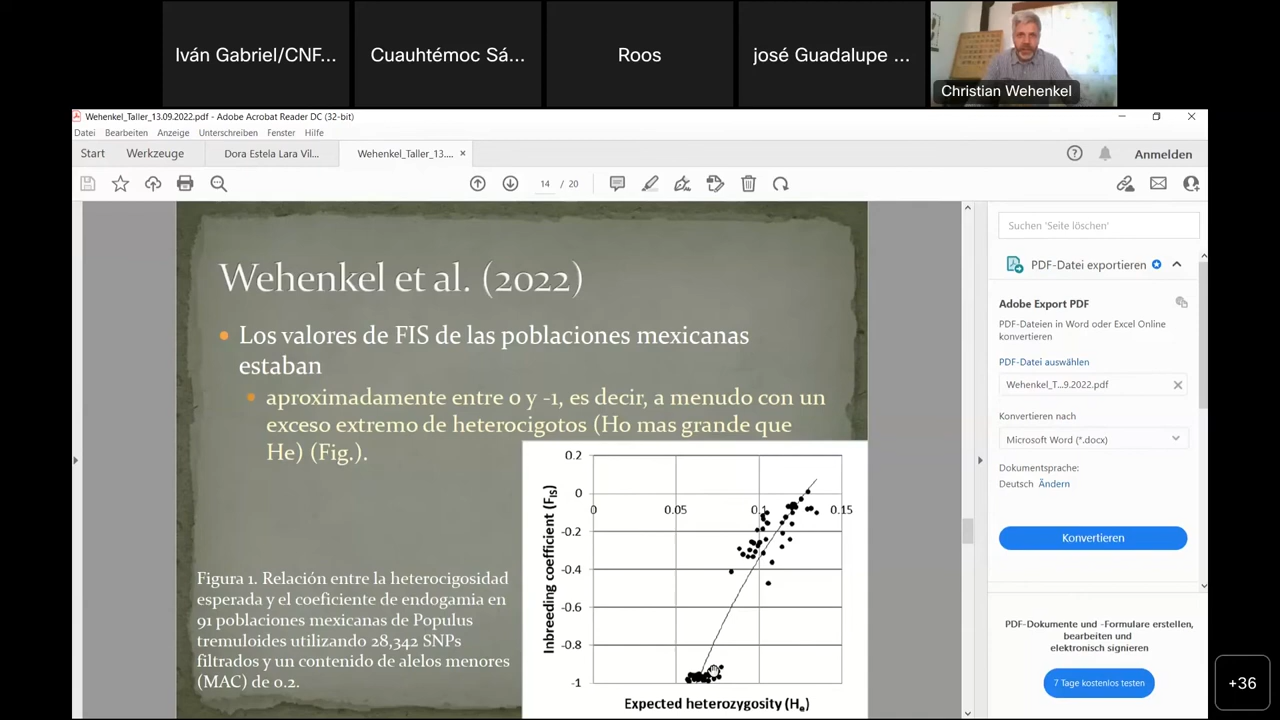 Iván Gabriel/CNF...
Cuauhtémoc Sá...
Roos
josé Guadalupe ...
Christian Wehenkel
Wehenkel_Taller_13.09.2022.pdf - Adobe Acrobat Reader DC (32-bit)
Datei Bearbeiten Anzeige Unterschreiben Fenster Hilfe
Start Werkzeuge Dora Estela Lara Vil... Wehenkel_Taller_13.... ×
Anmelden
14 / 20
Wehenkel et al. (2022)
Los valores de FIS de las poblaciones mexicanas
estaban
aproximadamente entre 0 y -1, es decir, a menudo con un
exceso extremo de heterocigotos (Ho mas grande que
He) (Fig.).
Figura 1. Relación entre la heterocigosidad
esperada y el coeficiente de endogamia en
91 poblaciones mexicanas de Populus
tremuloides utilizando 28,342 SNPs
filtrados y un contenido de alelos menores
(MAC) de 0.2.
Inbreeding coefficient (FIS)
0.2
0
-0.2
-0.4
-0.6
-0.8
-1
0 0.05 0.1 0.15
Expected heterozygosity (He)
Suchen 'Seite löschen'
PDF-Datei exportieren
Adobe Export PDF
PDF-Dateien in Word oder Excel Online
konvertieren
PDF-Datei auswählen
Wehenkel_T...9.2022.pdf
Konvertieren nach
Microsoft Word (*.docx)
Dokumentsprache:
Deutsch Ändern
Konvertieren
PDF-Dokumente und -Formulare erstellen,
bearbeiten und
elektronisch signieren
7 Tage kostenlos testen
+36